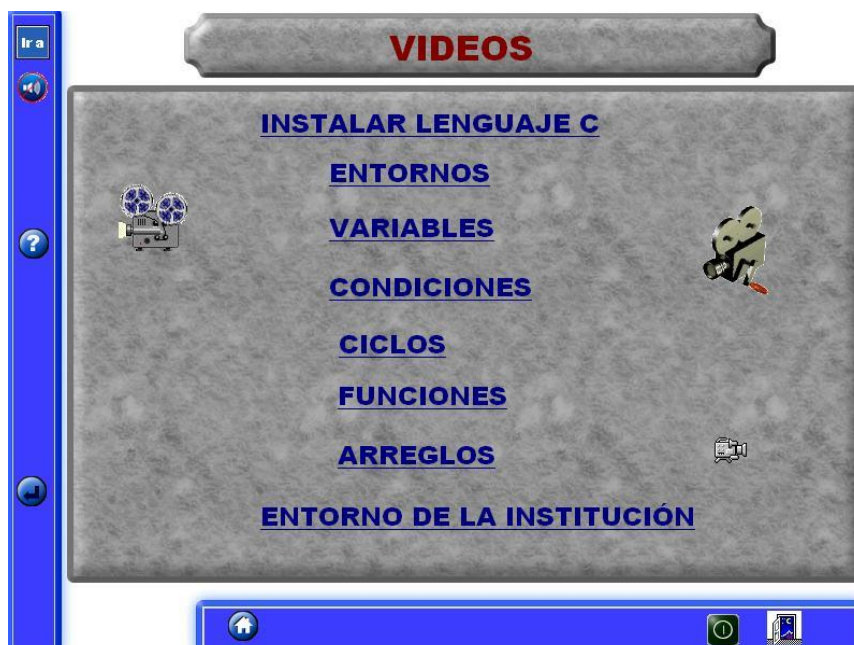 Ir a
VIDEOS
INSTALAR LENGUAJE C
ENTORNOS
VARIABLES
CONDICIONES
CICLOS
FUNCIONES
ARREGLOS
ENTORNO DE LA INSTITUCIÓN
?